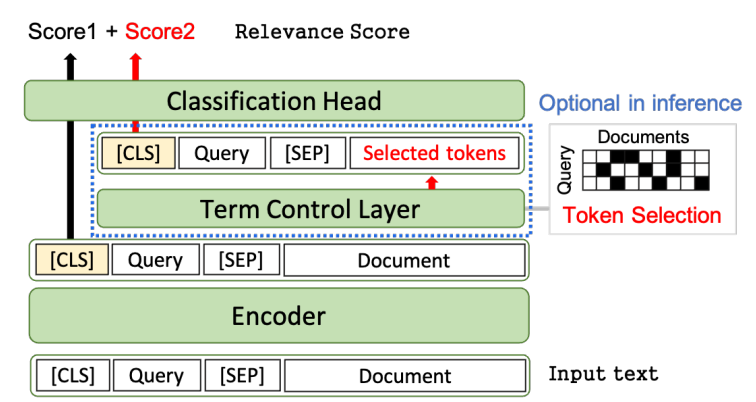 Score1 + Score2 Relevance Score
Classification Head
Optional in inference
[CLS] Query [SEP] Selected tokens
Documents
Query
Token Selection
Term Control Layer
[CLS] Query [SEP] Document
Encoder
[CLS] Query [SEP] Document
Input text